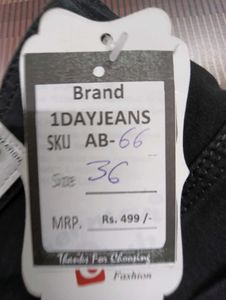 Brand
1DAYJEANS
SKU AB-66
Size 36
MRP. Rs. 499 /-
Thanks For Choosing
Fashion